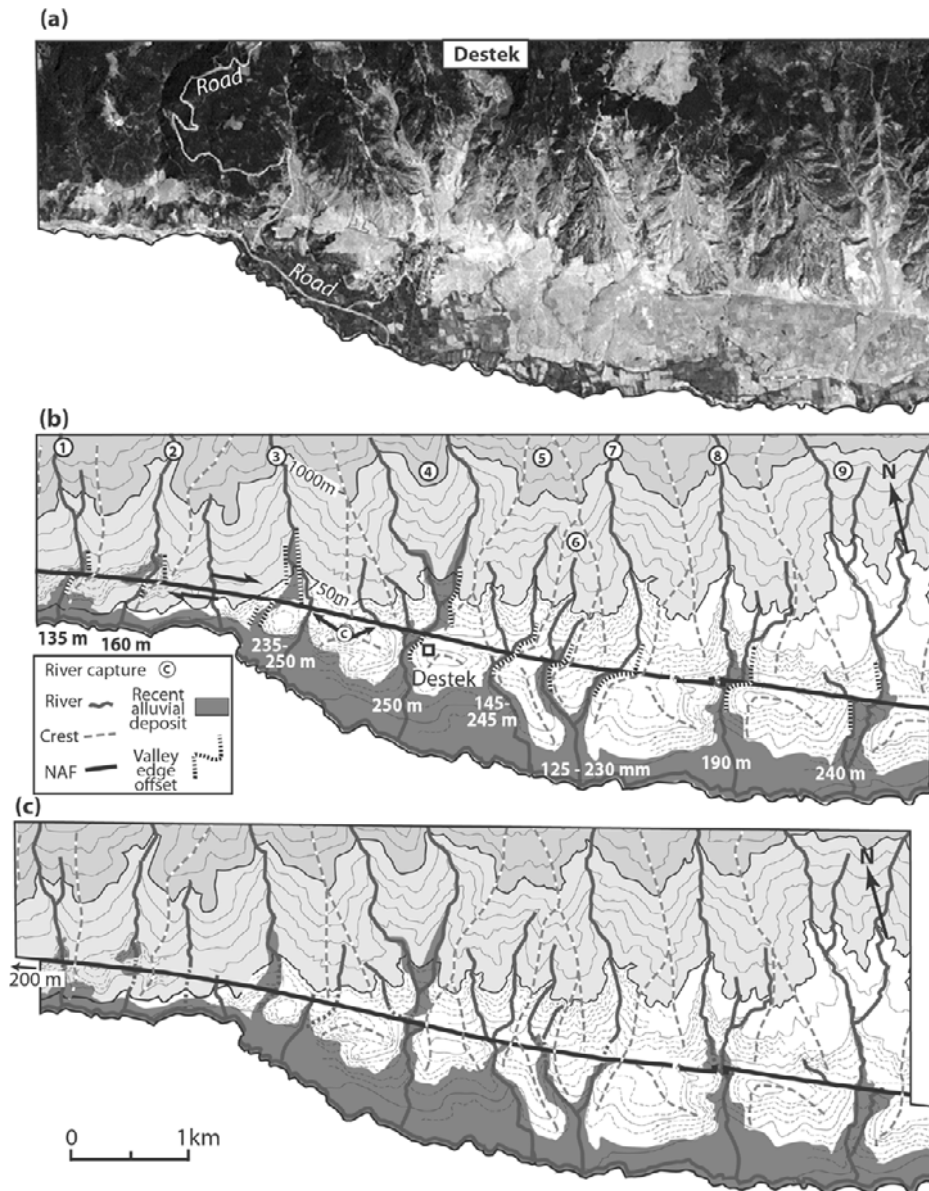 (a)
Destek
Road
Road
(b)
1 2 3 4 5 6 7 8 9
1000m
N
750m
c
135 m
160 m
235-
250 m
Destek
250 m
145-
245 m
125 - 230 mm
190 m
240 m
River capture c
River
Recent
alluvial
deposit
Crest
NAF
Valley
edge
offset
(c)
N
200 m
0 1km